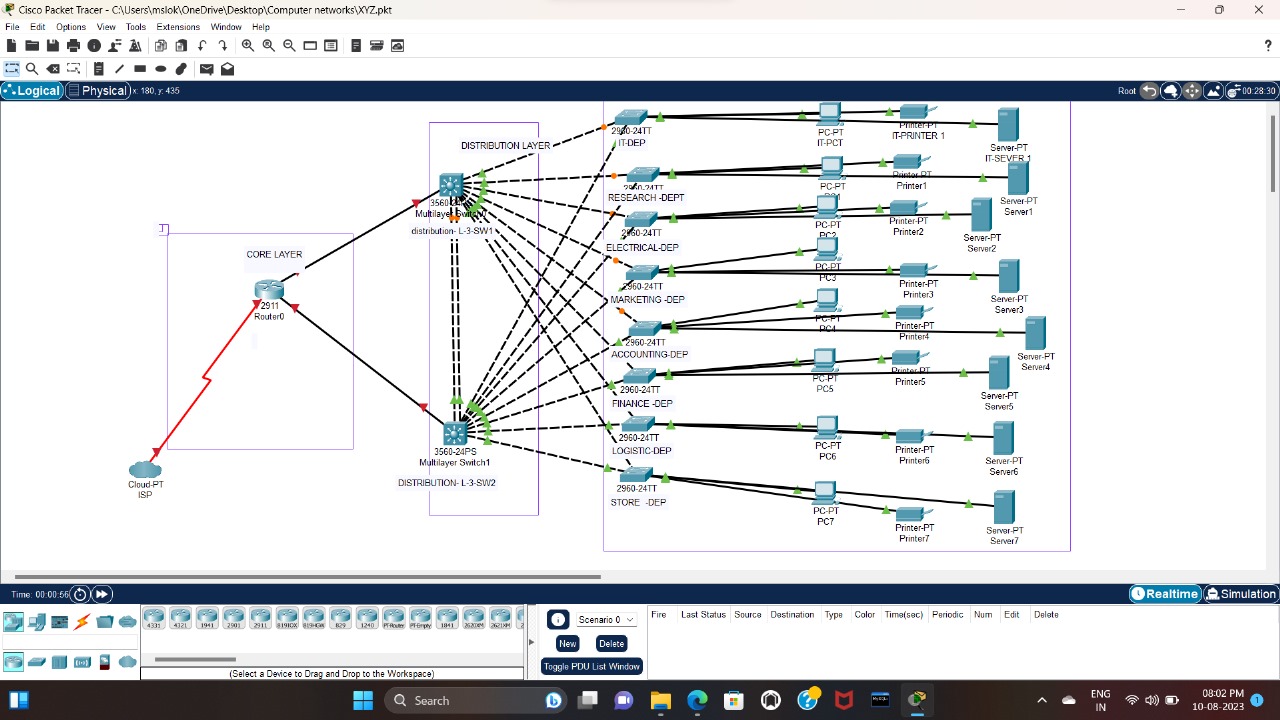 Cisco Packet Tracer - C:\Users\mslok\OneDrive\Desktop\Computer networks\XYZ.pkt
File Edit Options View Tools Extensions Window Help
Logical Physical x: 180, y: 435
Root 00:28:30
DISTRIBUTION LAYER
3560-24PS
Multilayer Switch0
distribution- L-3-SW1
CORE LAYER
2911
Router0
Cloud-PT
ISP
3560-24PS
Multilayer Switch1
DISTRIBUTION- L-3-SW2
2960-24TT
IT-DEP
PC-PT
IT-PCT
Printer-PT
IT-PRINTER 1
Server-PT
IT-SEVER 1
2960-24TT
RESEARCH -DEPT
PC-PT
Printer-PT
Printer1
Server-PT
Server1
2960-24TT
ELECTRICAL-DEP
PC-PT
PC2
Printer-PT
Printer2
Server-PT
Server2
2960-24TT
MARKETING -DEP
PC-PT
PC3
Printer-PT
Printer3
Server-PT
Server3
2960-24TT
ACCOUNTING-DEP
PC-PT
PC4
Printer-PT
Printer4
Server-PT
Server4
2960-24TT
FINANCE -DEP
PC-PT
PC5
Printer-PT
Printer5
Server-PT
Server5
2960-24TT
LOGISTIC-DEP
PC-PT
PC6
Printer-PT
Printer6
Server-PT
Server6
2960-24TT
STORE -DEP
PC-PT
PC7
Printer-PT
Printer7
Server-PT
Server7
Time: 00:00:56
Realtime Simulation
4331 4321 1941 2901 2911 819IOX 819HGW 829 1240 PT-Router PT-Empty 1841 2620XM 2621XM
(Select a Device to Drag and Drop to the Workspace)
Scenario 0
New Delete
Toggle PDU List Window
Fire Last Status Source Destination Type Color Time(sec) Periodic Num Edit Delete
Search
ENG
IN
08:02 PM
10-08-2023
1